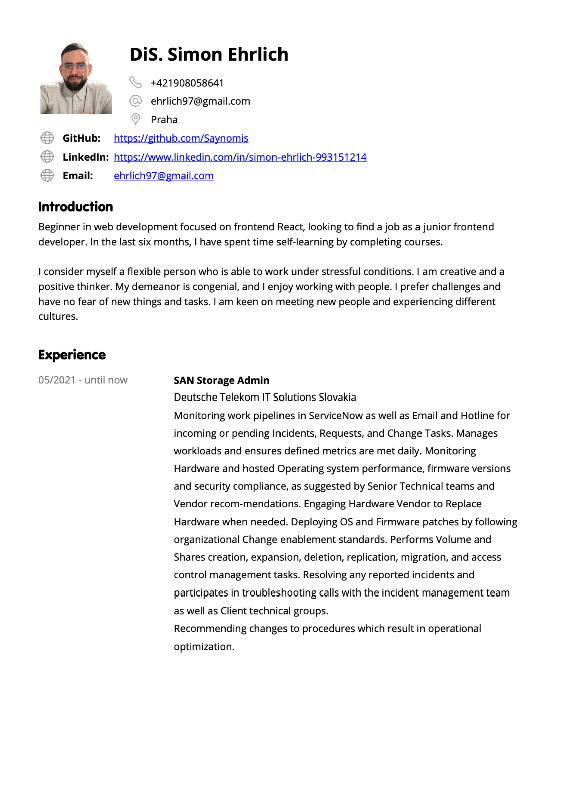 DiS. Simon Ehrlich
+421908058641
ehrlich97@gmail.com
Praha
GitHub: https://github.com/Saynomis
LinkedIn: https://www.linkedin.com/in/simon-ehrlich-993151214
Email: ehrlich97@gmail.com
Introduction
Beginner in web development focused on frontend React, looking to find a job as a junior frontend
developer. In the last six months, I have spent time self-learning by completing courses.
I consider myself a flexible person who is able to work under stressful conditions. I am creative and a
positive thinker. My demeanor is congenial, and I enjoy working with people. I prefer challenges and
have no fear of new things and tasks. I am keen on meeting new people and experiencing different
cultures.
Experience
05/2021 - until now
SAN Storage Admin
Deutsche Telekom IT Solutions Slovakia
Monitoring work pipelines in ServiceNow as well as Email and Hotline for
incoming or pending Incidents, Requests, and Change Tasks. Manages
workloads and ensures defined metrics are met daily. Monitoring
Hardware and hosted Operating system performance, firmware versions
and security compliance, as suggested by Senior Technical teams and
Vendor recom-mendations. Engaging Hardware Vendor to Replace
Hardware when needed. Deploying OS and Firmware patches by following
organizational Change enablement standards. Performs Volume and
Shares creation, expansion, deletion, replication, migration, and access
control management tasks. Resolving any reported incidents and
participates in troubleshooting calls with the incident management team
as well as Client technical groups.
Recommending changes to procedures which result in operational
optimization.